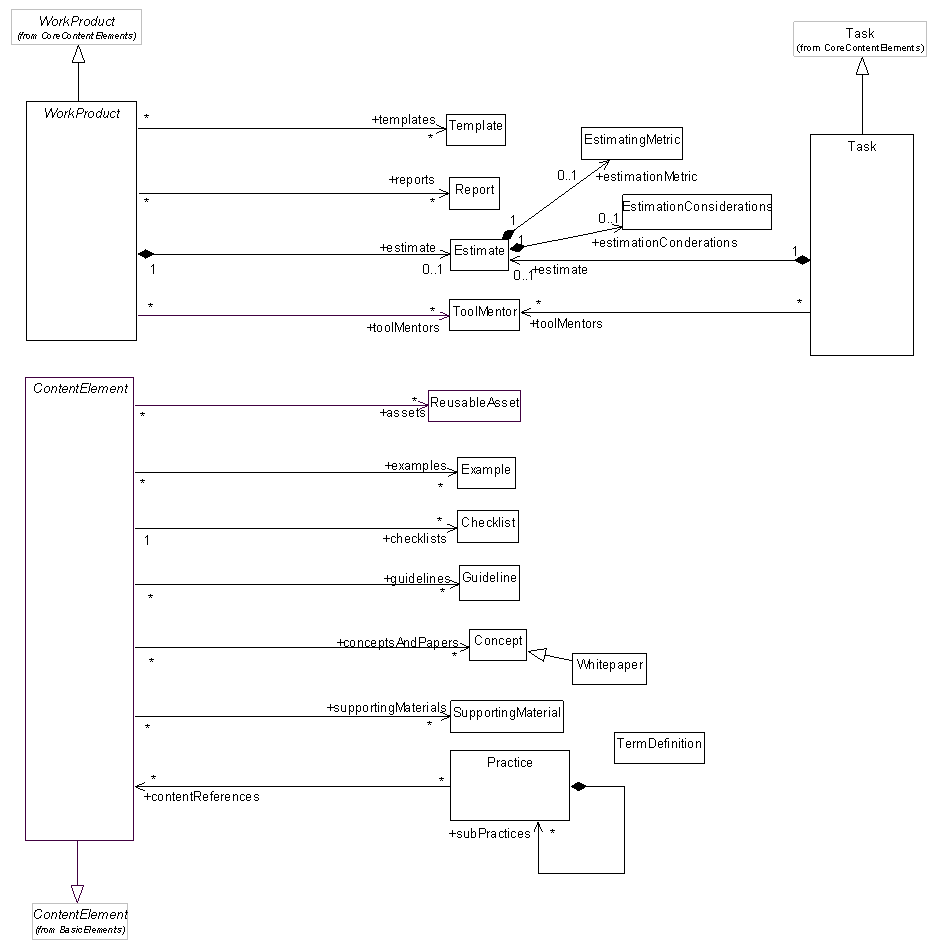 WorkProduct
(from CoreContentElements)
Task
(from CoreContentElements)
WorkProduct
*
+templates
*
Template
EstimatingMetric
Task
0..1
+estimationMetric
+reports
*
*
Report
EstimationConsiderations
0..1
1
1
+estimationConderations
+estimate
1
0..1
Estimate
0..1
+estimate
1
*
*
+toolMentors
ToolMentor
*
+toolMentors
*
ContentElement
*
*
+assets
ReusableAsset
+examples
*
*
Example
*
1
+checklists
Checklist
+guidelines
*
*
Guideline
+conceptsAndPapers
*
*
Concept
Whitepaper
+supportingMaterials
*
*
SupportingMaterial
TermDefinition
Practice
*
*
+contentReferences
+subPractices
*
ContentElement
(from BasicElements)